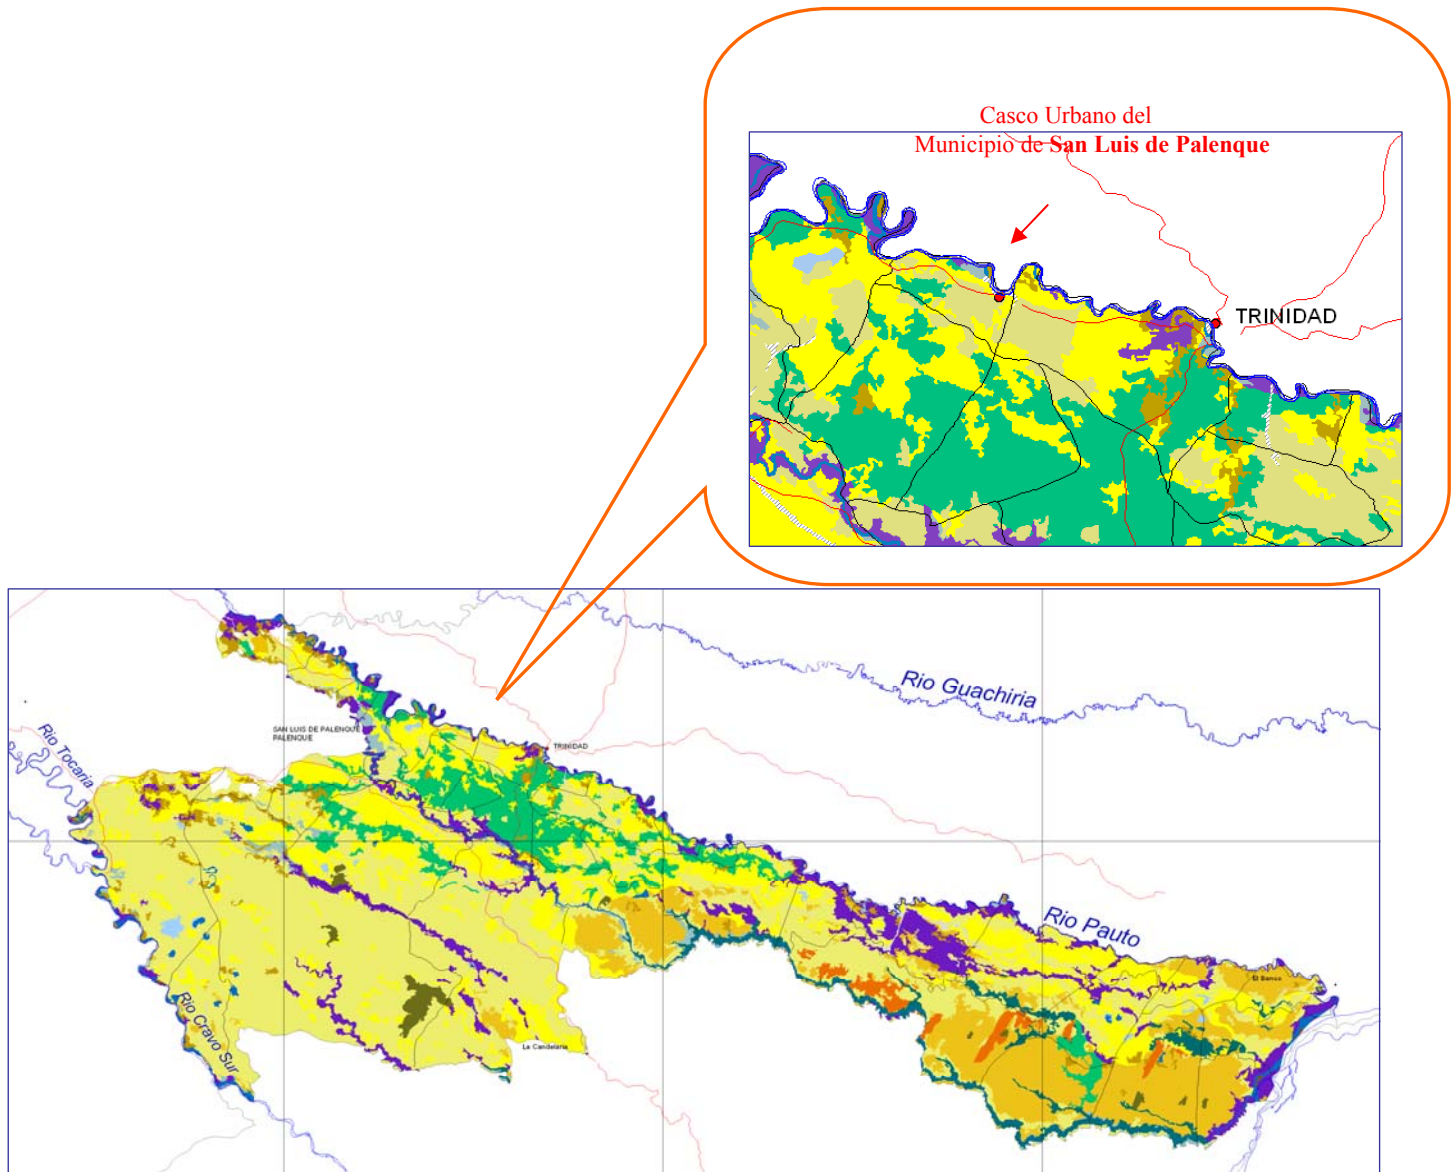 Casco Urbano del
Municipio de San Luis de Palenque
TRINIDAD
Rio Guachiria
Rio Tocaria
SAN LUIS DE PALENQUE
PALENQUE
TRINIDAD
Rio Pauto
El Banco
Rio Cravo Sur
La Candelaria